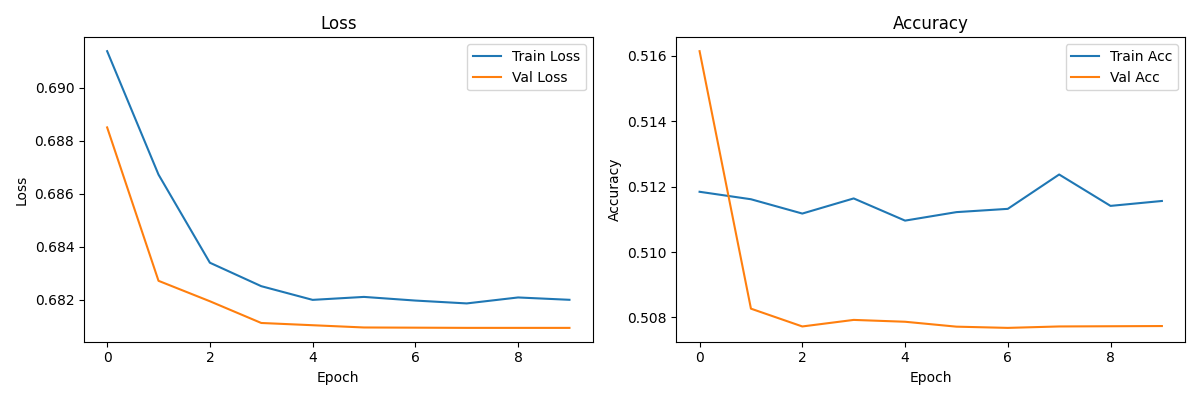 Loss
Train Loss
Val Loss
0.690
0.688
0.686
0.684
0.682
Loss
0
2
4
6
8
Epoch
Accuracy
Train Acc
Val Acc
0.516
0.514
0.512
0.510
0.508
Accuracy
0
2
4
6
8
Epoch